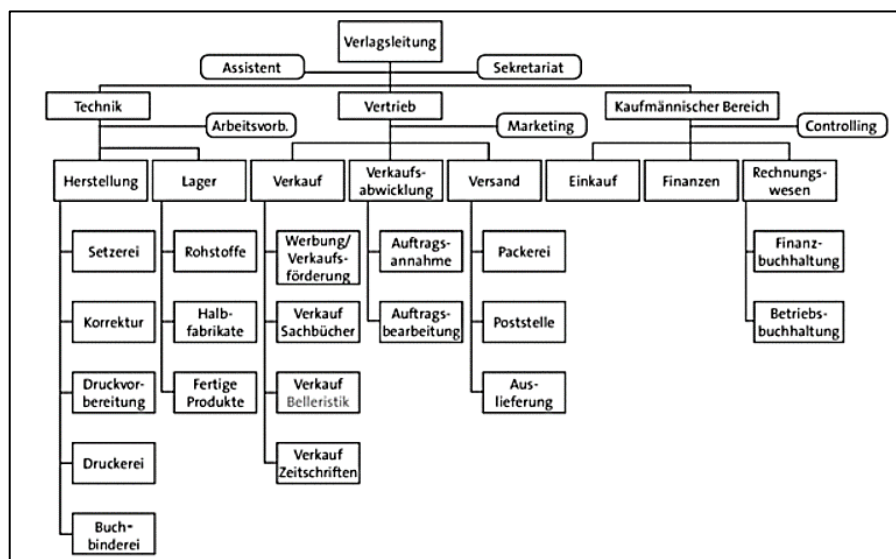 Verlagsleitung
Assistent
Sekretariat
Technik
Vertrieb
Kaufmännischer Bereich
Arbeitsvorb.
Marketing
Controlling
Herstellung
Lager
Verkauf
Verkaufs-
abwicklung
Versand
Einkauf
Finanzen
Rechnungs-
wesen
Setzerei
Rohstoffe
Werbung/
Verkaufs-
förderung
Auftrags-
annahme
Packerei
Finanz-
buchhaltung
Korrektur
Halb-
fabrikate
Verkauf
Sachbücher
Auftrags-
bearbeitung
Poststelle
Betriebs-
buchhaltung
Druckvor-
bereitung
Fertige
Produkte
Verkauf
Belleristik
Aus-
lieferung
Druckerei
Verkauf
Zeitschriften
Buch-
binderei